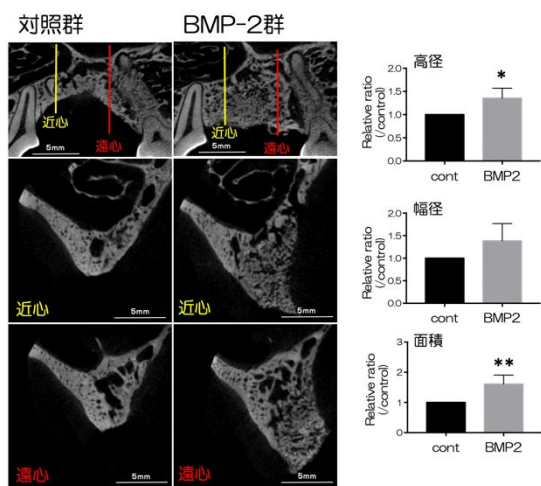 対照群
BMP-2群
近心
遠心
5mm
近心
遠心
5mm
近心
5mm
近心
5mm
遠心
5mm
遠心
5mm
高径
Relative ratio
(/control)
2.0
1.5
1.0
0.5
0.0
*
cont
BMP2
幅径
Relative ratio
(/control)
2.0
1.5
1.0
0.5
0.0
cont
BMP2
面積
Relative ratio
(/control)
3
2
1
0
**
cont
BMP2